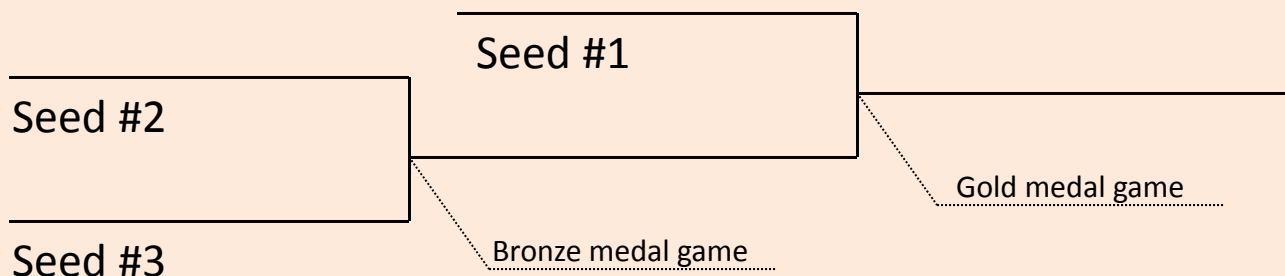 Seed #1
Seed #2
Gold medal game
Bronze medal game
Seed #3